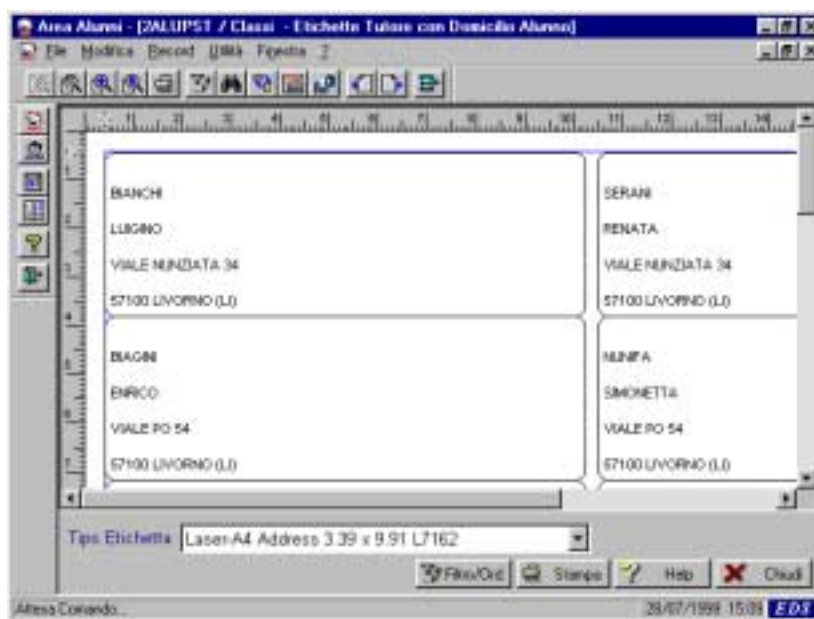 Area Alunni - [2ALUPST / Classi - Etichette Tutore con Domicilio Alunno]
File Modifica Record Utilità Finestra ?
BIANCHI
LUIGINO
VIALE NUNZIATA 34
57100 LIVORNO (LI)
SERANI
RENATA
VIALE NUNZIATA 34
57100 LIVORNO (LI)
BIAGINI
ENRICO
VIALE PO 54
57100 LIVORNO (LI)
NUNIFA
SIMONETTA
VIALE PO 54
57100 LIVORNO (LI)
Tipo Etichetta Laser-A4 Address 3.39 x 9.91 L7162
Filtro/Ord Stampa Help Chiudi
Attesa Comando... 28/07/1999 15:09 EDS